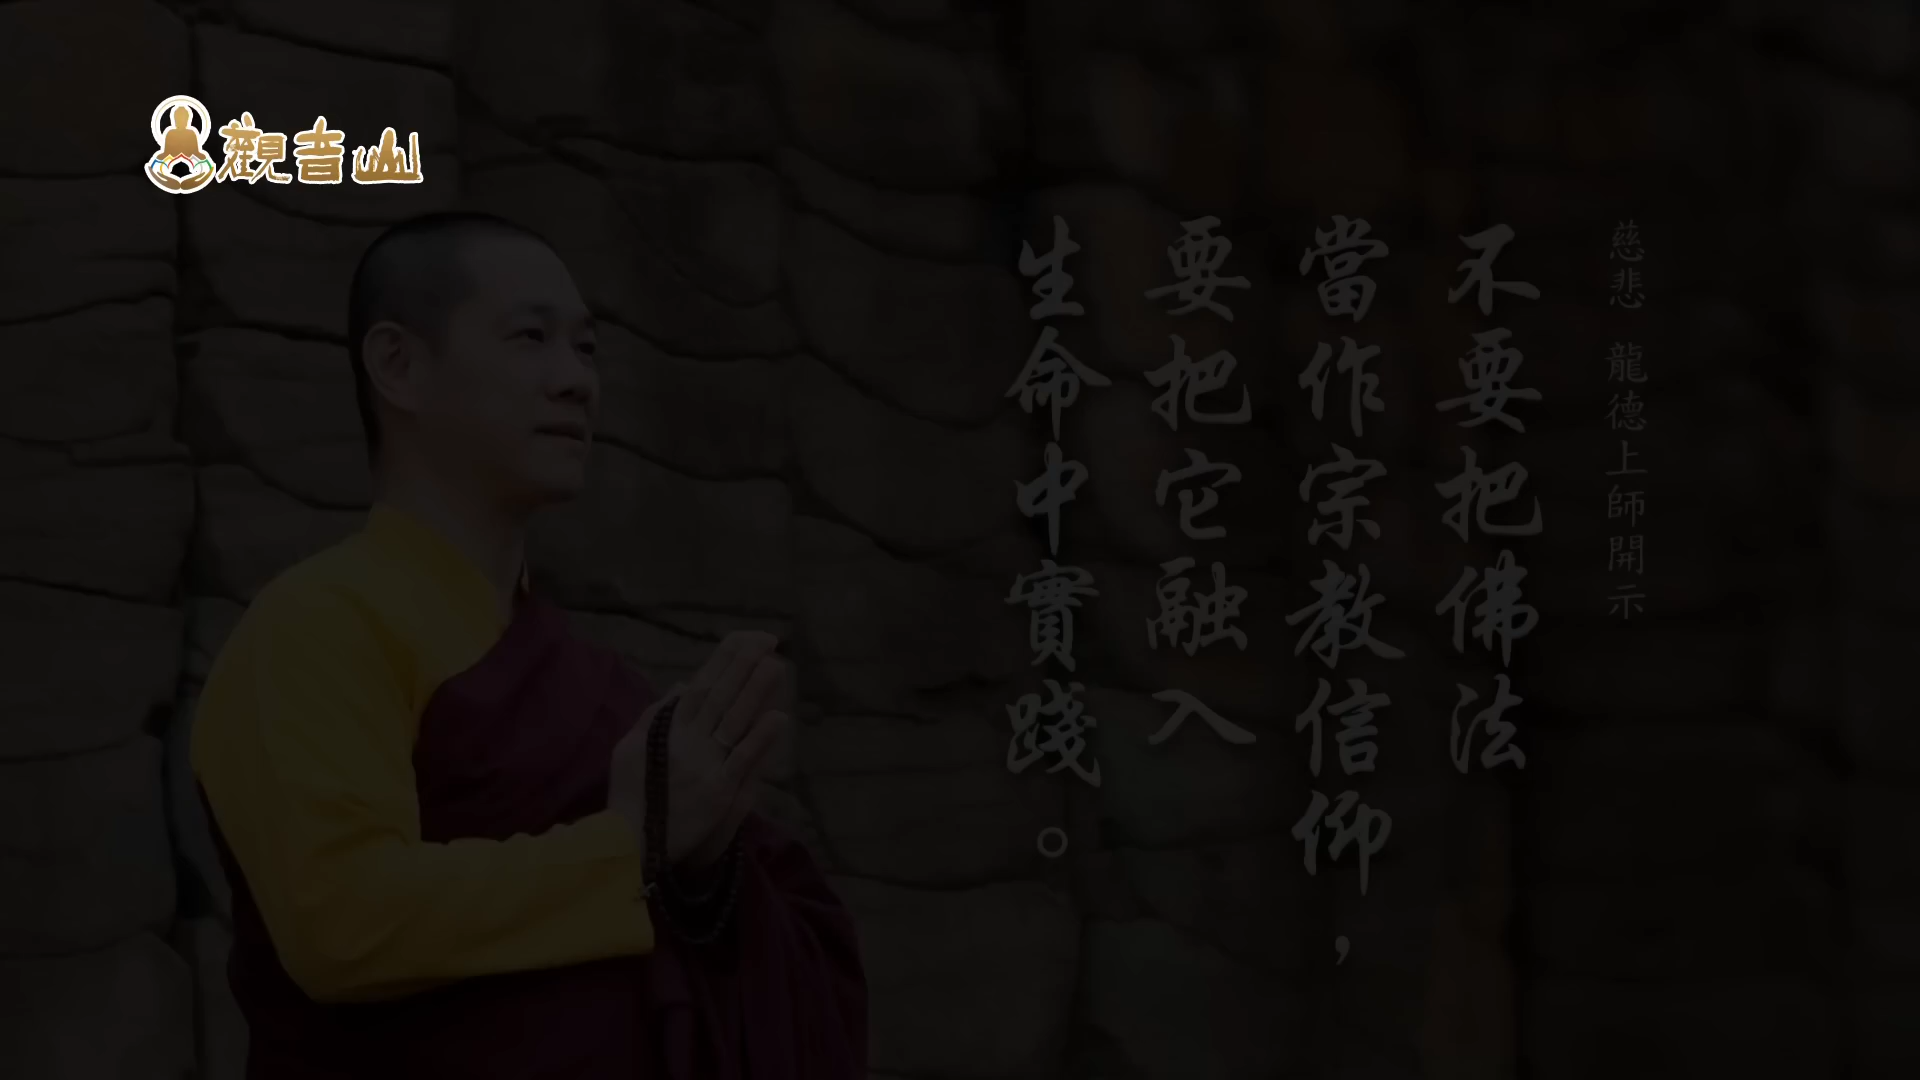 觀音山
慈悲 龍德上師開示
不要把佛法
當作宗教信仰，
要把它融入
生命中實踐。